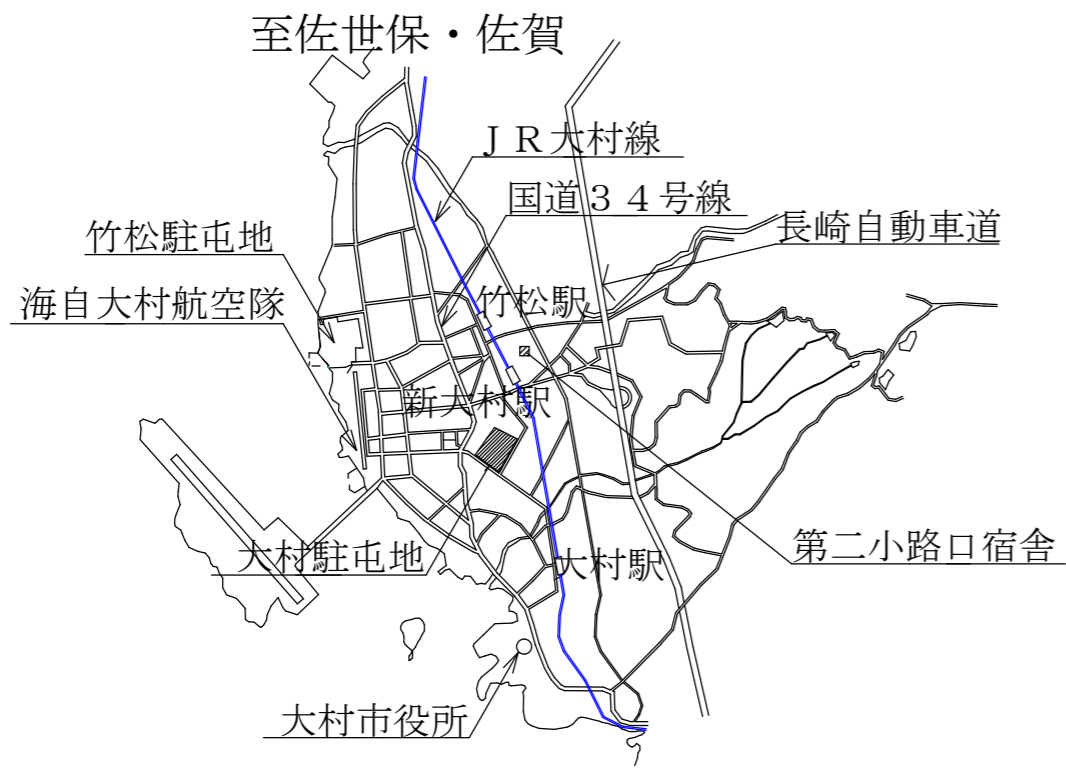 至佐世保・佐賀
ＪＲ大村線
国道３４号線
竹松駐屯地
長崎自動車道
海自大村航空隊
竹松駅
新大村駅
大村駐屯地
大村駅
第二小路口宿舎
大村市役所